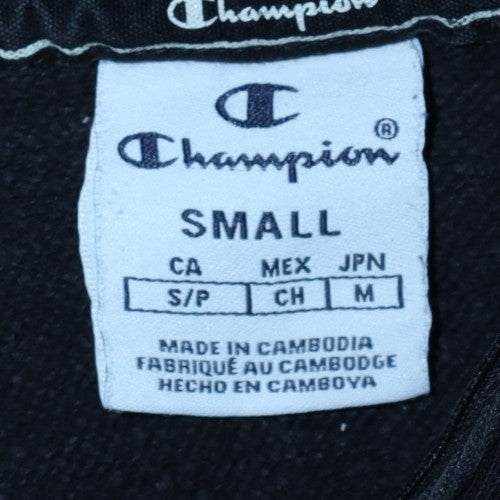 Champion
Champion®
SMALL
CA MEX JPN
S/P CH M
MADE IN CAMBODIA
FABRIQUÉ AU CAMBODGE
HECHO EN CAMBOYA